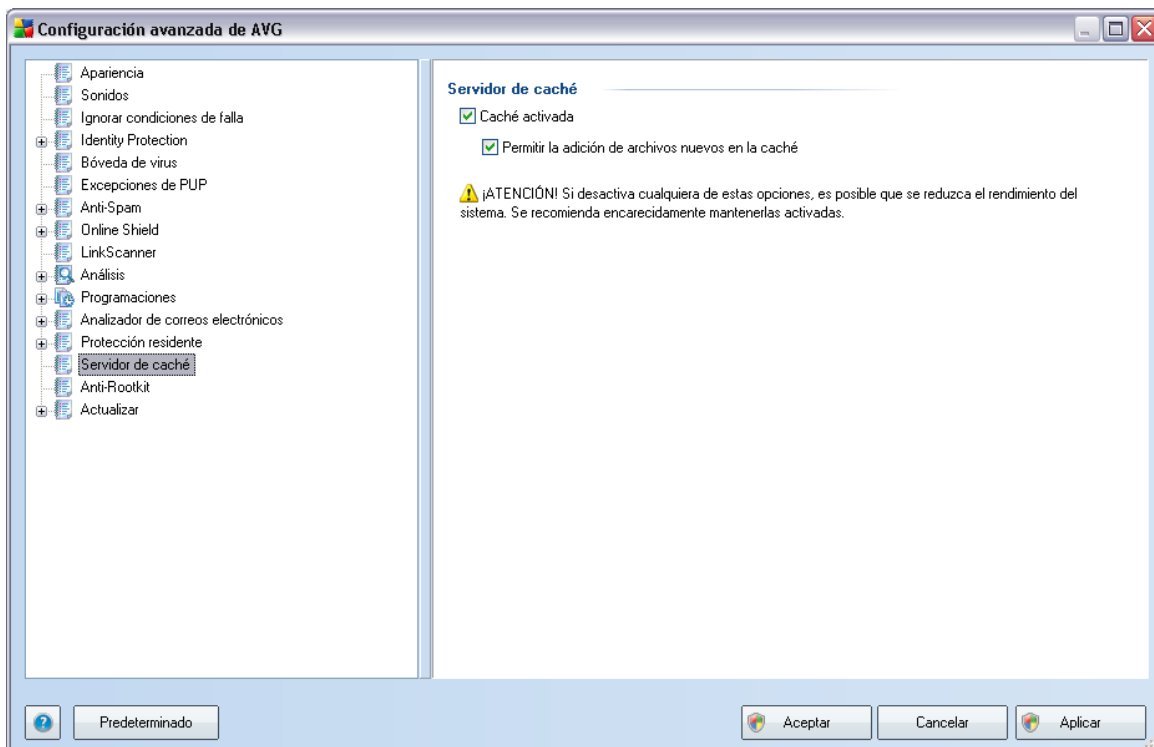 Configuración avanzada de AVG
Apariencia
Sonidos
Ignorar condiciones de falla
Identity Protection
Bóveda de virus
Excepciones de PUP
Anti-Spam
Online Shield
LinkScanner
Análisis
Programaciones
Analizador de correos electrónicos
Protección residente
Servidor de caché
Anti-Rootkit
Actualizar
Servidor de caché
Caché activada
Permitir la adición de archivos nuevos en la caché
¡ATENCIÓN! Si desactiva cualquiera de estas opciones, es posible que se reduzca el rendimiento del
sistema. Se recomienda encarecidamente mantenerlas activadas.
?
Predeterminado
Aceptar
Cancelar
Aplicar